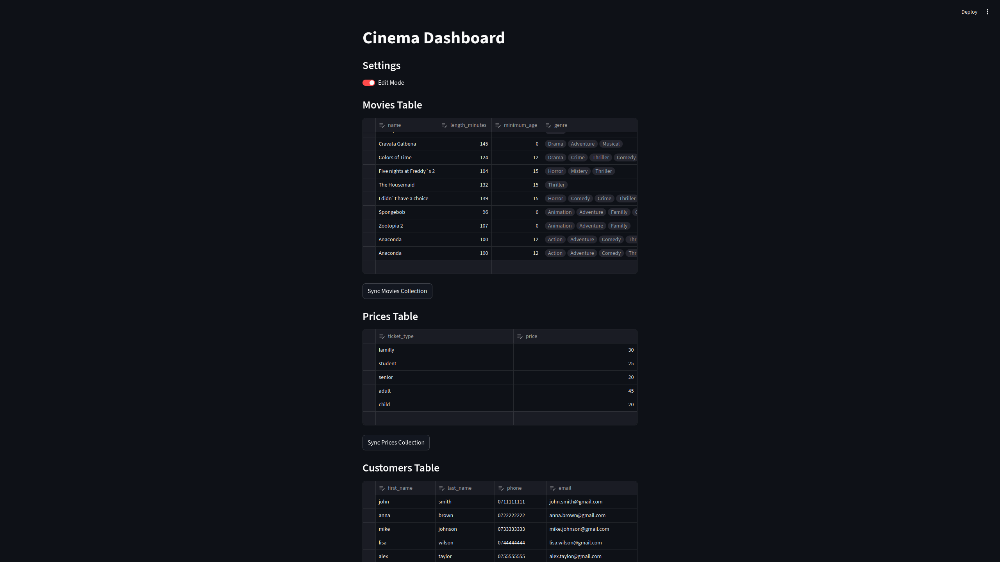 Deploy
Cinema Dashboard
Settings
Edit Mode
Movies Table
name length_minutes minimum_age genre
Cravata Galbena 145 0 Drama Adventure Musical
Colors of Time 124 12 Drama Crime Thriller Comedy
Five nights at Freddy`s 2 104 15 Horror Mistery Thriller
The Housemaid 132 15 Thriller
I didn`t have a choice 139 15 Horror Comedy Crime Thriller
Spongebob 96 0 Animation Adventure Familly
Zootopia 2 107 0 Animation Adventure Familly
Anaconda 100 12 Action Adventure Comedy Thri
Anaconda 100 12 Action Adventure Comedy Thri
Sync Movies Collection
Prices Table
ticket_type price
familly 30
student 25
senior 20
adult 45
child 20
Sync Prices Collection
Customers Table
first_name last_name phone email
john smith 0711111111 john.smith@gmail.com
anna brown 0722222222 anna.brown@gmail.com
mike johnson 0733333333 mike.johnson@gmail.com
lisa wilson 0744444444 lisa.wilson@gmail.com
alex taylor 0755555555 alex.taylor@gmail.com